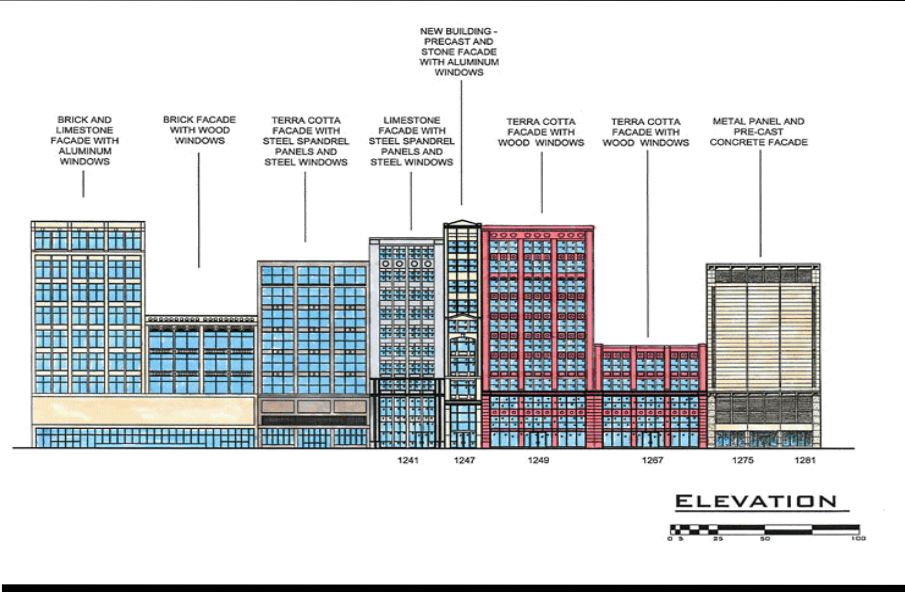 NEW BUILDING -
PRECAST AND
STONE FACADE
WITH ALUMINUM
WINDOWS
BRICK AND
LIMESTONE
FACADE WITH
ALUMINUM
WINDOWS
BRICK FACADE
WITH WOOD
WINDOWS
TERRA COTTA
FACADE WITH
STEEL SPANDREL
PANELS AND
STEEL WINDOWS
LIMESTONE
FACADE WITH
STEEL SPANDREL
PANELS AND
STEEL WINDOWS
TERRA COTTA
FACADE WITH
WOOD WINDOWS
TERRA COTTA
FACADE WITH
WOOD WINDOWS
METAL PANEL AND
PRE-CAST
CONCRETE FACADE
1241 1247 1249 1267 1275 1281
ELEVATION
0 5 25 50 100